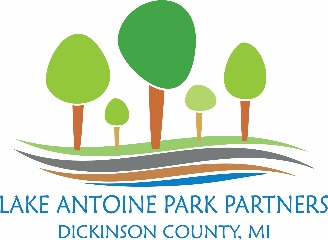 LAKE ANTOINE PARK PARTNERS
DICKINSON COUNTY, MI